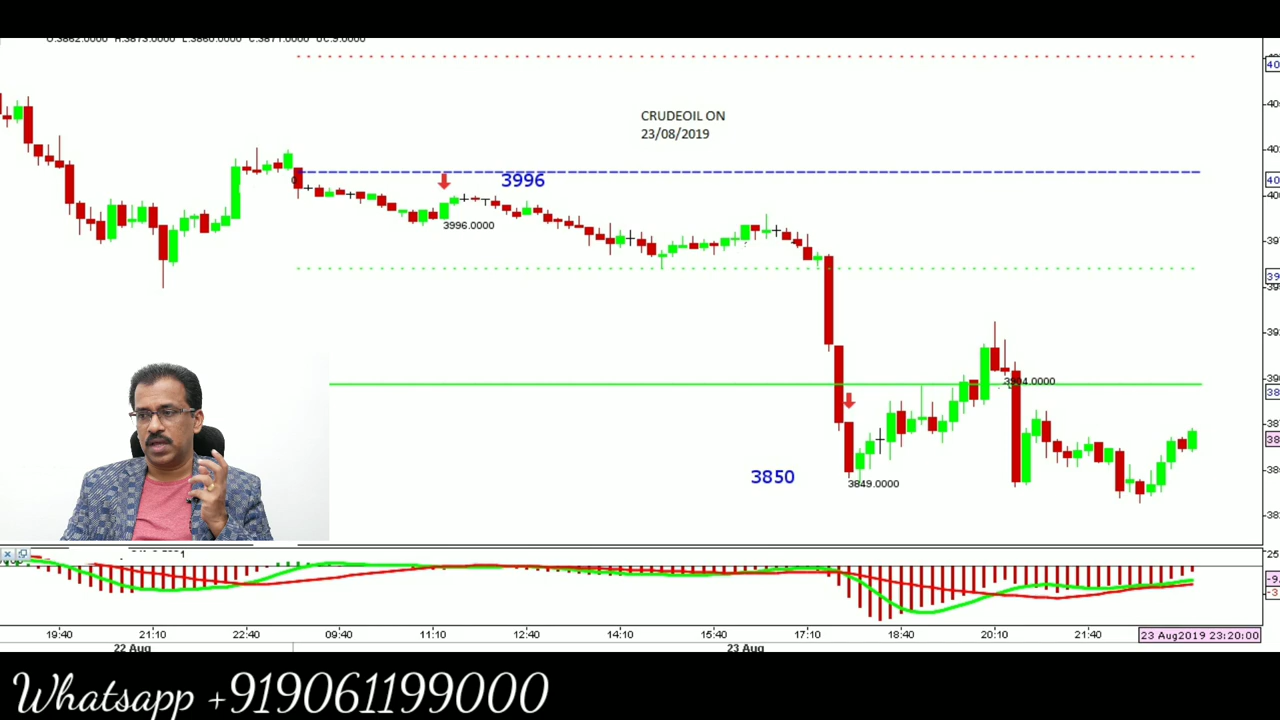 CRUDEOIL ON
23/08/2019
3996
3996.0000
3904.0000
3850
3849.0000
25
19:40 21:10 22:40 09:40 11:10 12:40 14:10 15:40 17:10 18:40 20:10 21:40 23 Aug2019 23:20:00
22 Aug 23 Aug
Whatsapp +919061199000